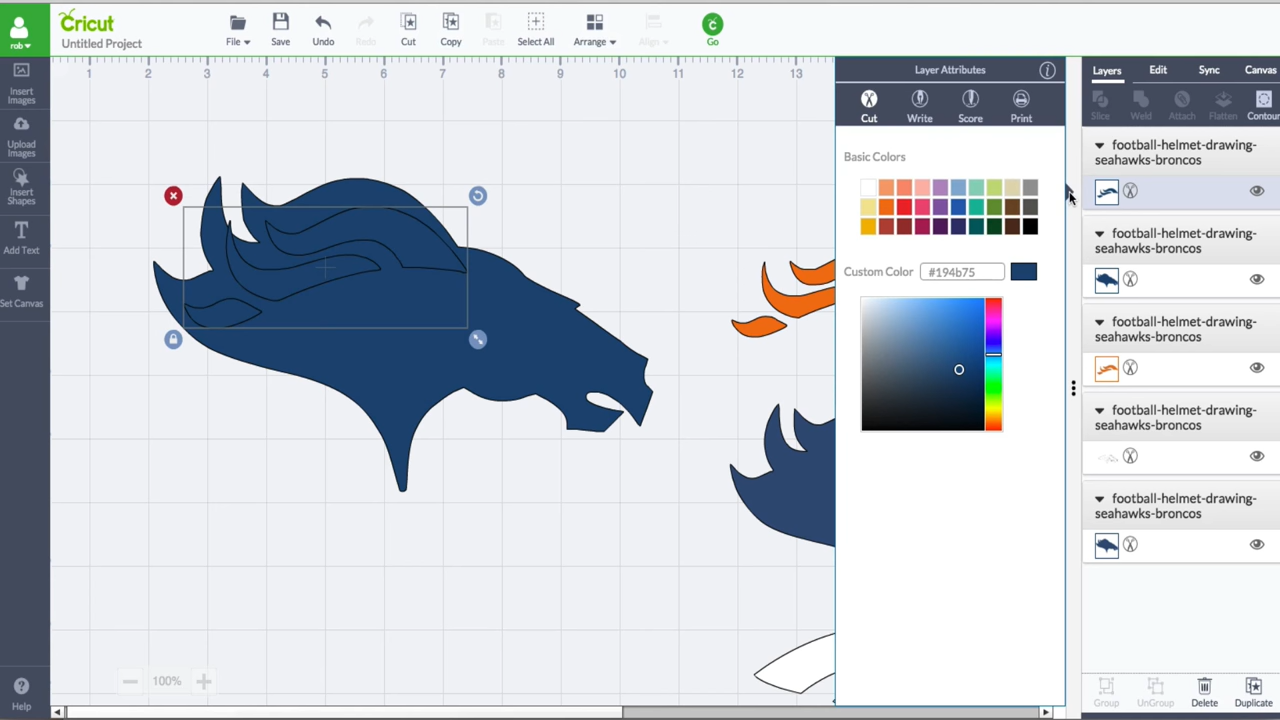 rob
Cricut
Untitled Project
File
Save
Undo
Redo
Cut
Copy
Paste
Select All
Arrange
Align
Go
Insert
Images
Upload
Images
Insert
Shapes
Add Text
Set Canvas
Help
1 2 3 4 5 6 7 8 9 10 11 12 13
100%
Layer Attributes
Cut
Write
Score
Print
Basic Colors
Custom Color
#194b75
Layers
Edit
Sync
Canvas
Slice
Weld
Attach
Flatten
Contour
football-helmet-drawing-
seahawks-broncos
football-helmet-drawing-
seahawks-broncos
football-helmet-drawing-
seahawks-broncos
football-helmet-drawing-
seahawks-broncos
football-helmet-drawing-
seahawks-broncos
Group
UnGroup
Delete
Duplicate